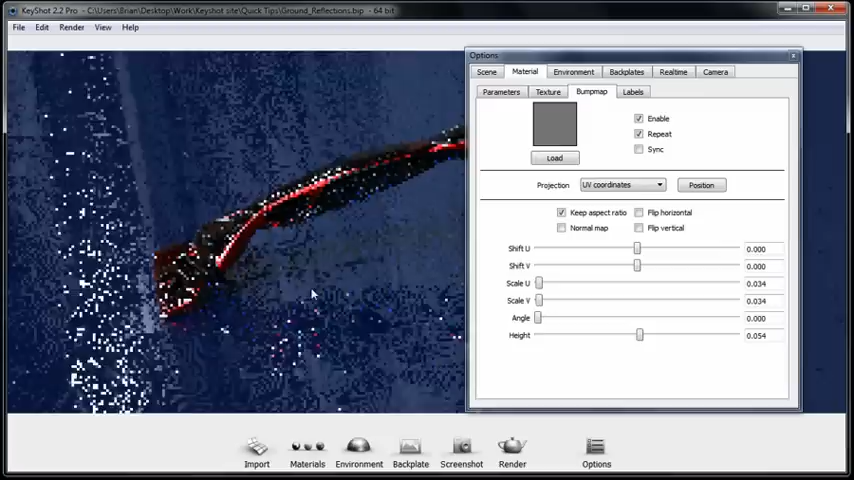 KeyShot 2.2 Pro - C:\Users\Brian\Desktop\Work\Keyshot site\Quick Tips\Ground_Reflections.bip - 64 bit
File Edit Render View Help
Options
Scene Material Environment Backplates Realtime Camera
Parameters Texture Bumpmap Labels
Enable
Repeat
Sync
Load
Projection UV coordinates Position
Keep aspect ratio Flip horizontal
Normal map Flip vertical
Shift U 0.000
Shift V 0.000
Scale U 0.034
Scale V 0.034
Angle 0.000
Height 0.054
Import Materials Environment Backplate Screenshot Render Options